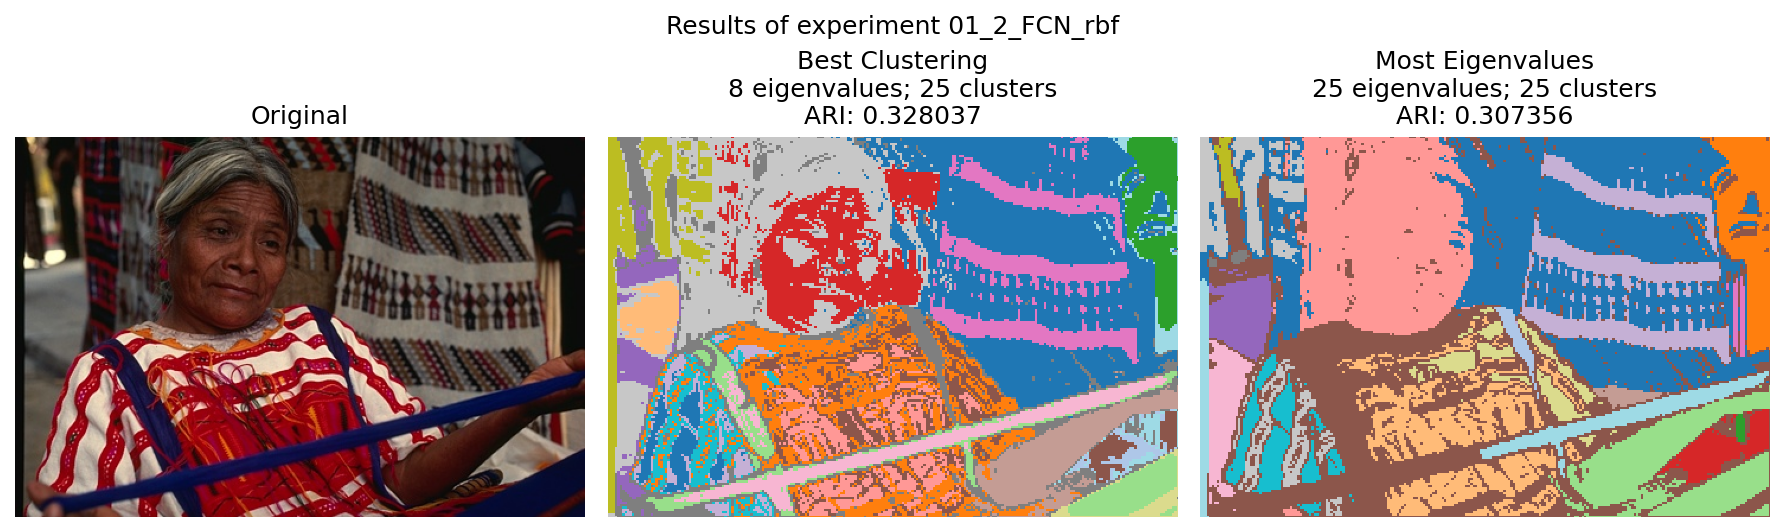 Results of experiment 01_2_FCN_rbf
Original
Best Clustering
8 eigenvalues; 25 clusters
ARI: 0.328037
Most Eigenvalues
25 eigenvalues; 25 clusters
ARI: 0.307356